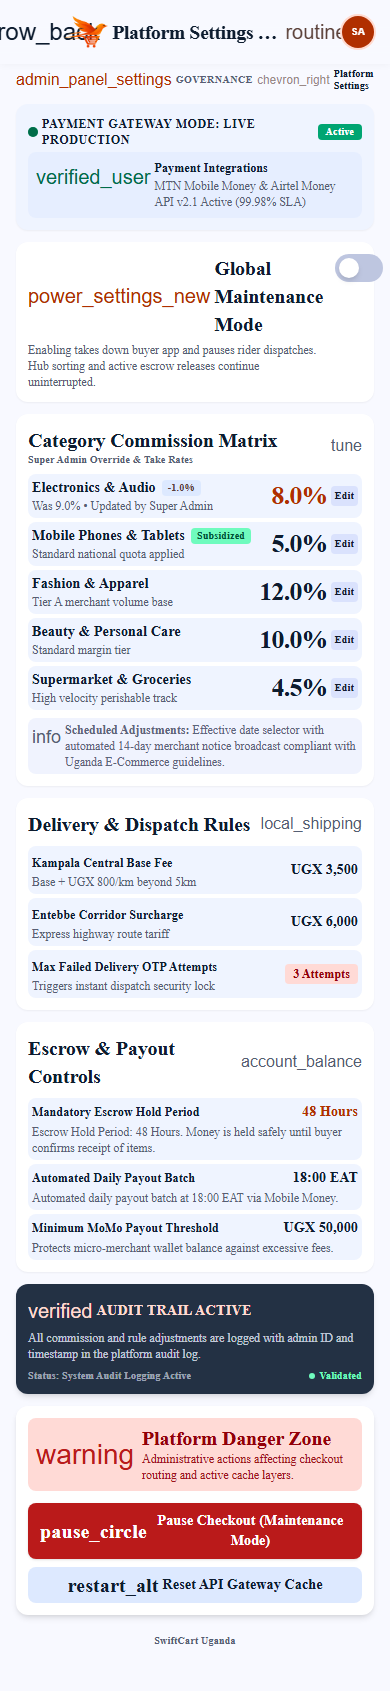 row_back Platform Settings ... routine SA
admin_panel_settings GOVERNANCE chevron_right Platform Settings
PAYMENT GATEWAY MODE: LIVE
PRODUCTION
Active
verified_user
Payment Integrations
MTN Mobile Money & Airtel Money
API v2.1 Active (99.98% SLA)
power_settings_new
Global
Maintenance
Mode
Enabling takes down buyer app and pauses rider dispatches.
Hub sorting and active escrow releases continue
uninterrupted.
Category Commission Matrix
Super Admin Override & Take Rates
tune
Electronics & Audio -1.0%
Was 9.0% • Updated by Super Admin
8.0% Edit
Mobile Phones & Tablets Subsidized
Standard national quota applied
5.0% Edit
Fashion & Apparel
Tier A merchant volume base
12.0% Edit
Beauty & Personal Care
Standard margin tier
10.0% Edit
Supermarket & Groceries
High velocity perishable track
4.5% Edit
info
Scheduled Adjustments: Effective date selector with
automated 14-day merchant notice broadcast compliant with
Uganda E-Commerce guidelines.
Delivery & Dispatch Rules local_shipping
Kampala Central Base Fee
Base + UGX 800/km beyond 5km
UGX 3,500
Entebbe Corridor Surcharge
Express highway route tariff
UGX 6,000
Max Failed Delivery OTP Attempts
Triggers instant dispatch security lock
3 Attempts
Escrow & Payout
Controls
account_balance
Mandatory Escrow Hold Period 48 Hours
Escrow Hold Period: 48 Hours. Money is held safely until buyer
confirms receipt of items.
Automated Daily Payout Batch 18:00 EAT
Automated daily payout batch at 18:00 EAT via Mobile Money.
Minimum MoMo Payout Threshold UGX 50,000
Protects micro-merchant wallet balance against excessive fees.
verified AUDIT TRAIL ACTIVE
All commission and rule adjustments are logged with admin ID and
timestamp in the platform audit log.
Status: System Audit Logging Active Validated
warning
Platform Danger Zone
Administrative actions affecting checkout
routing and active cache layers.
pause_circle
Pause Checkout (Maintenance
Mode)
restart_alt Reset API Gateway Cache
SwiftCart Uganda